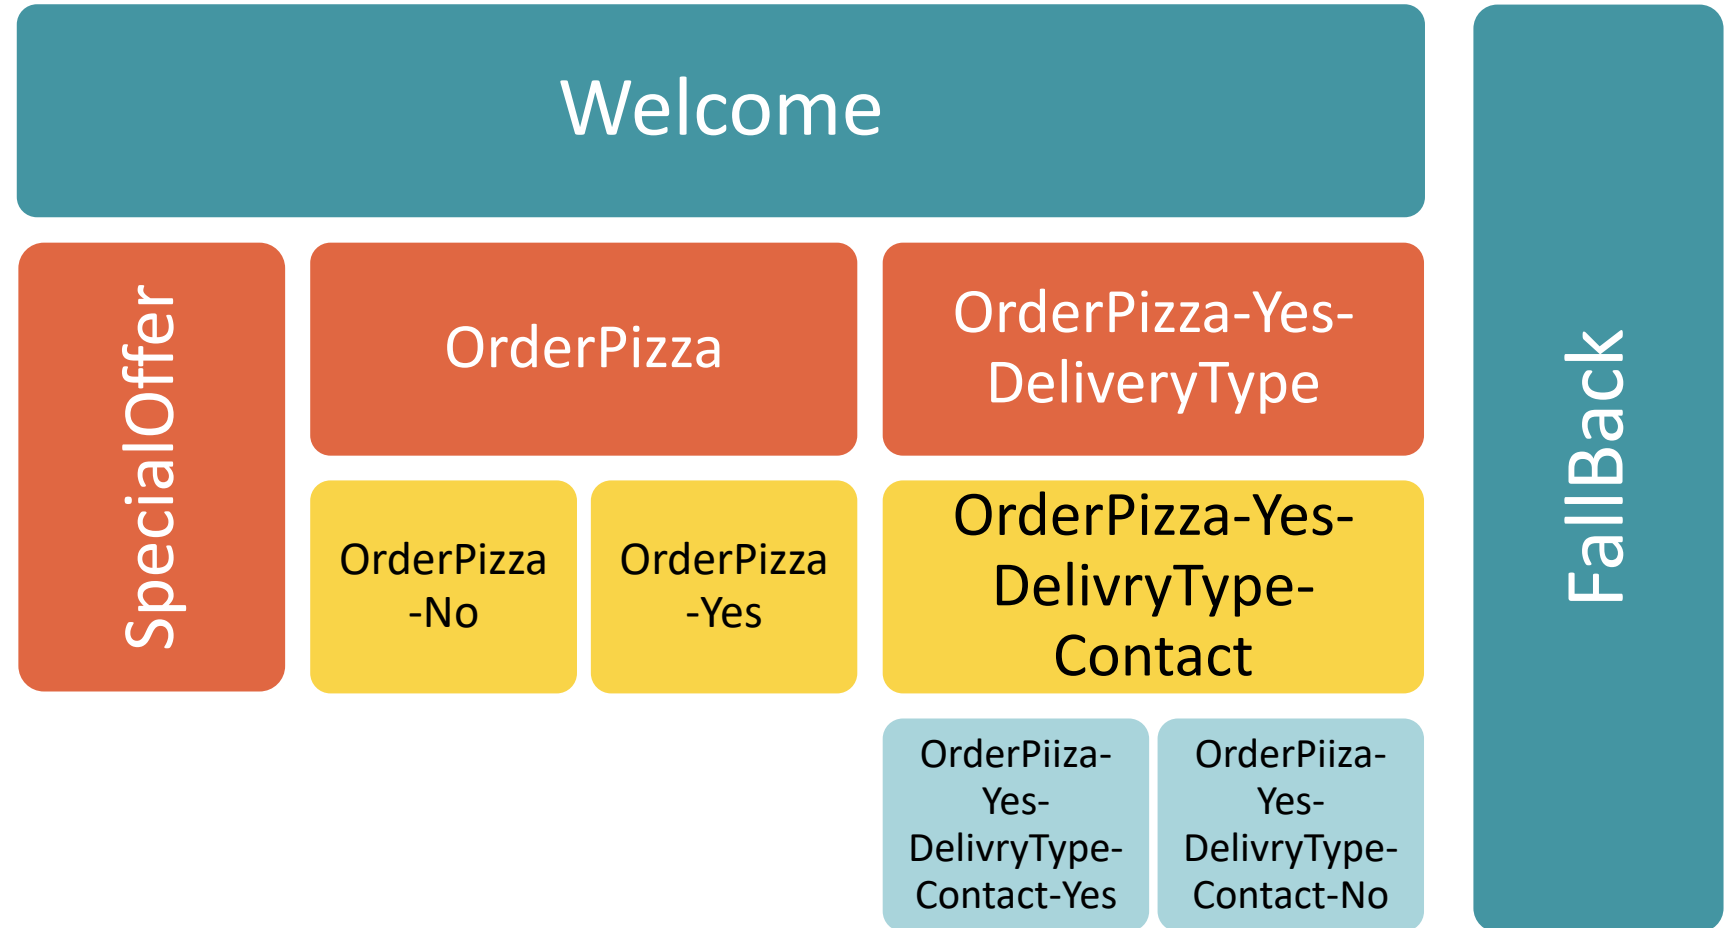 Welcome
SpecialOffer
OrderPizza
OrderPizza-Yes-
DeliveryType
OrderPizza
-No
OrderPizza
-Yes
OrderPizza-Yes-
DelivryType-
Contact
OrderPiiza-
Yes-
DelivryType-
Contact-Yes
OrderPiiza-
Yes-
DelivryType-
Contact-No
FallBack